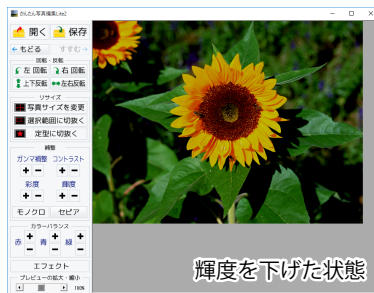 かんたん写真編集Lite2
開く 保存
←もどる すすむ→
回転・反転
左 回転 右 回転
上下反転 左右反転
リサイズ
写真サイズを変更
選択範囲に切抜く
定型に切抜く
補整
ガンマ補整 コントラスト
+ - + -
彩度 輝度
+ - + -
モノクロ セピア
カラーバランス
赤 + - 青 + - 緑 + -
エフェクト
プレビューの拡大・縮小
100%
輝度を下げた状態